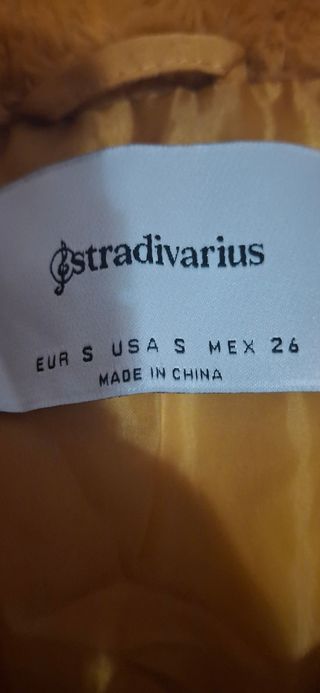 stradivarius
EUR S USA S MEX 26
MADE IN CHINA